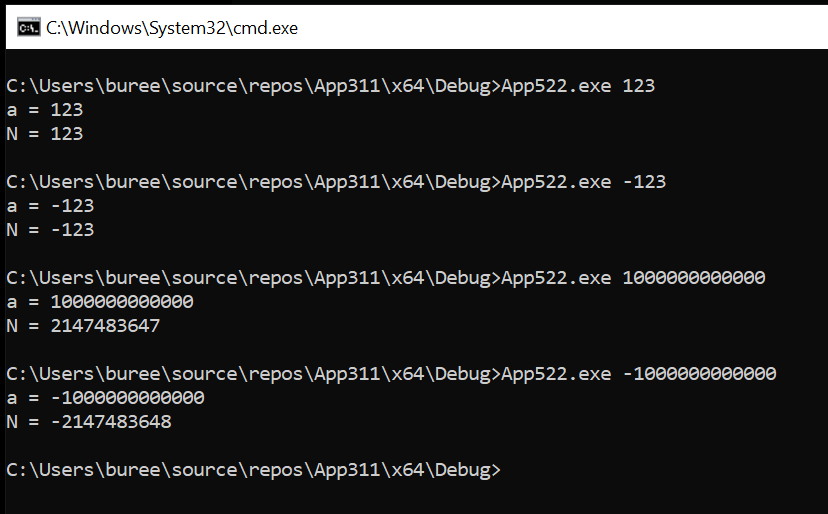 C:\Windows\System32\cmd.exe
C:\Users\buree\source\repos\App311\x64\Debug>App522.exe 123
a = 123
N = 123
C:\Users\buree\source\repos\App311\x64\Debug>App522.exe -123
a = -123
N = -123
C:\Users\buree\source\repos\App311\x64\Debug>App522.exe 1000000000000
a = 1000000000000
N = 2147483647
C:\Users\buree\source\repos\App311\x64\Debug>App522.exe -1000000000000
a = -1000000000000
N = -2147483648
C:\Users\buree\source\repos\App311\x64\Debug>